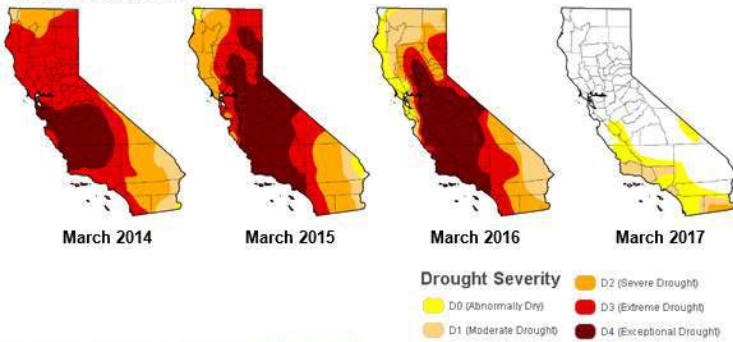 March 2014
March 2015
March 2016
March 2017
Drought Severity
D0 (Abnormally Dry)
D1 (Moderate Drought)
D2 (Severe Drought)
D3 (Extreme Drought)
D4 (Exceptional Drought)